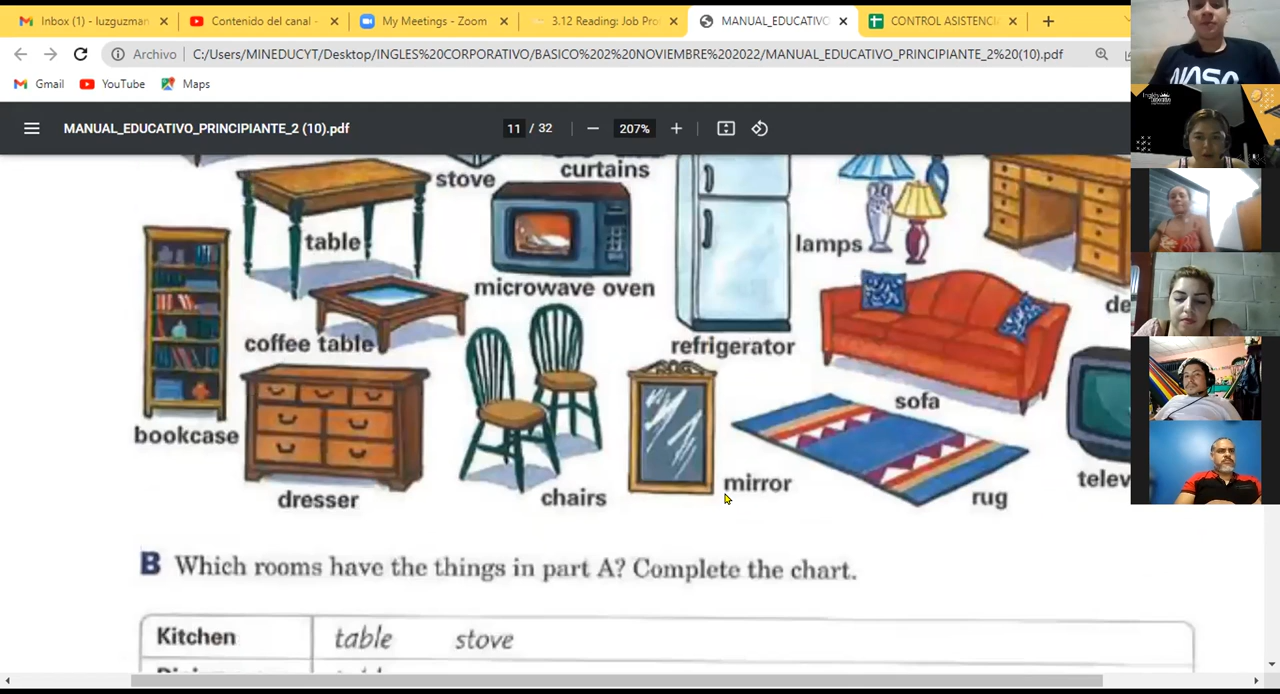 Inbox (1) - luzguzman
Contenido del canal -
My Meetings - Zoom
3.12 Reading: Job Pro
MANUAL_EDUCATIVO
CONTROL ASISTENCI
Archivo
C:/Users/MINEDUCYT/Desktop/INGLES%20CORPORATIVO/BASICO%202%20NOVIEMBRE%202022/MANUAL_EDUCATIVO_PRINCIPIANTE_2%20(10).pdf
Gmail
YouTube
Maps
MANUAL_EDUCATIVO_PRINCIPIANTE_2 (10).pdf
11 / 32
207%
NASA
stove
curtains
table
lamps
microwave oven
de
coffee table
refrigerator
sofa
bookcase
dresser
chairs
mirror
rug
telev
B Which rooms have the things in part A? Complete the chart.
Kitchen
table stove